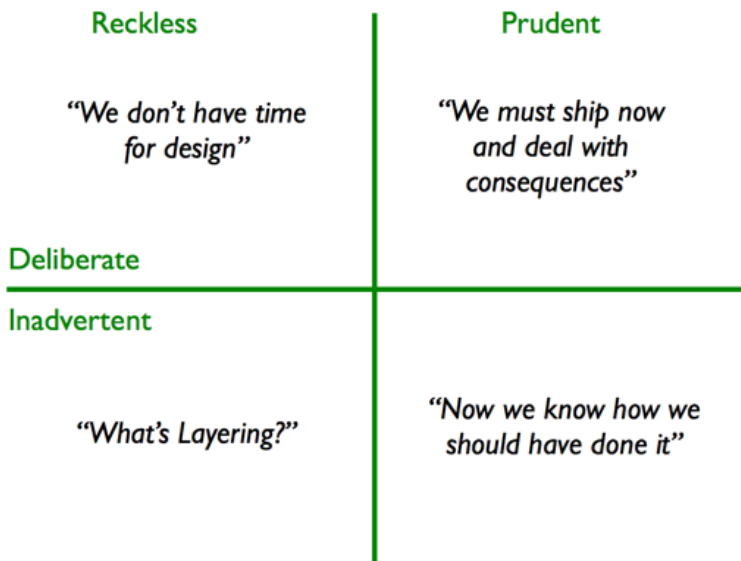 Reckless
Prudent
“We don’t have time
for design”
“We must ship now
and deal with
consequences”
Deliberate
Inadvertent
“What’s Layering?”
“Now we know how we
should have done it”